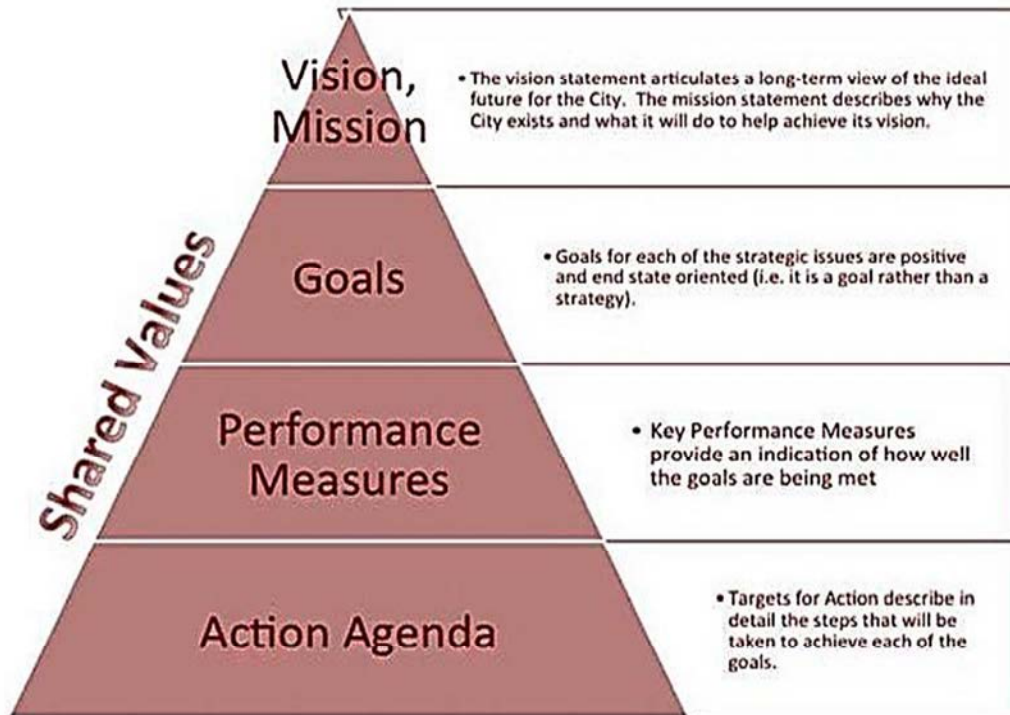 Vision,
Mission
• The vision statement articulates a long-term view of the ideal
future for the City. The mission statement describes why the
City exists and what it will do to help achieve its vision.
Shared Values
Goals
• Goals for each of the strategic issues are positive
and end state oriented (i.e. it is a goal rather than a
strategy).
Performance
Measures
• Key Performance Measures
provide an indication of how well
the goals are being met
Action Agenda
• Targets for Action describe in
detail the steps that will be
taken to achieve each of the
goals.